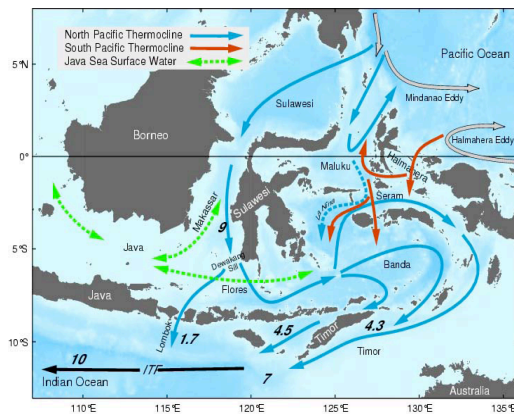 North Pacific Thermocline
South Pacific Thermocline
Java Sea Surface Water
Pacific Ocean
5°N
Mindanao Eddy
Sulawesi
Borneo
Halmahera Eddy
0°
Maluku
Halmahera
Makassar
Sulawesi
Seram
La Nina
9
Java
5°S
Dewakang
Sill
Banda
Flores
Java
Lombok
1.7
4.5
Timor
4.3
10°S
Timor
10
ITF
7
Indian Ocean
Australia
110°E
115°E
120°E
125°E
130°E
135°E